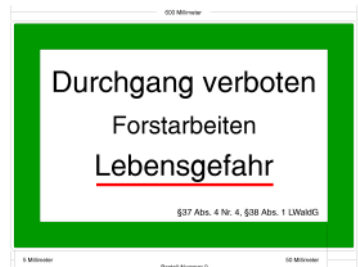 600 Millimeter
Durchgang verboten
Forstarbeiten
Lebensgefahr
§37 Abs. 4 Nr. 4, §38 Abs. 1 LWaldG
5 Millimeter
50 Millimeter